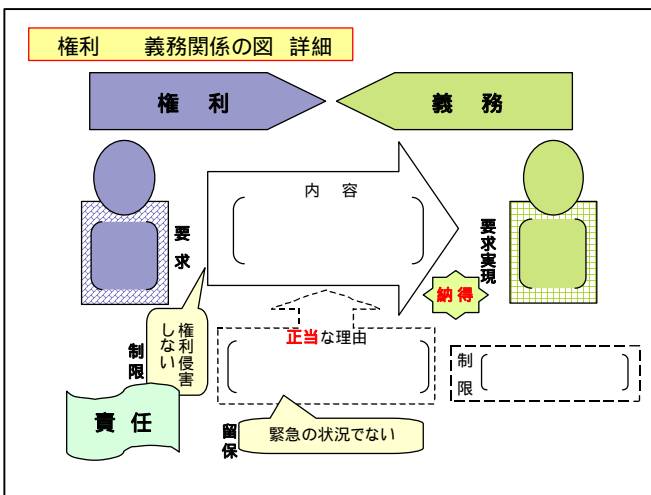 権利　　義務関係の図 詳細
権 利
義 務
内 容
要求
要求実現
納得
権利侵害
しない
制限
正当な理由
制限
責 任
留保
緊急の状況でない